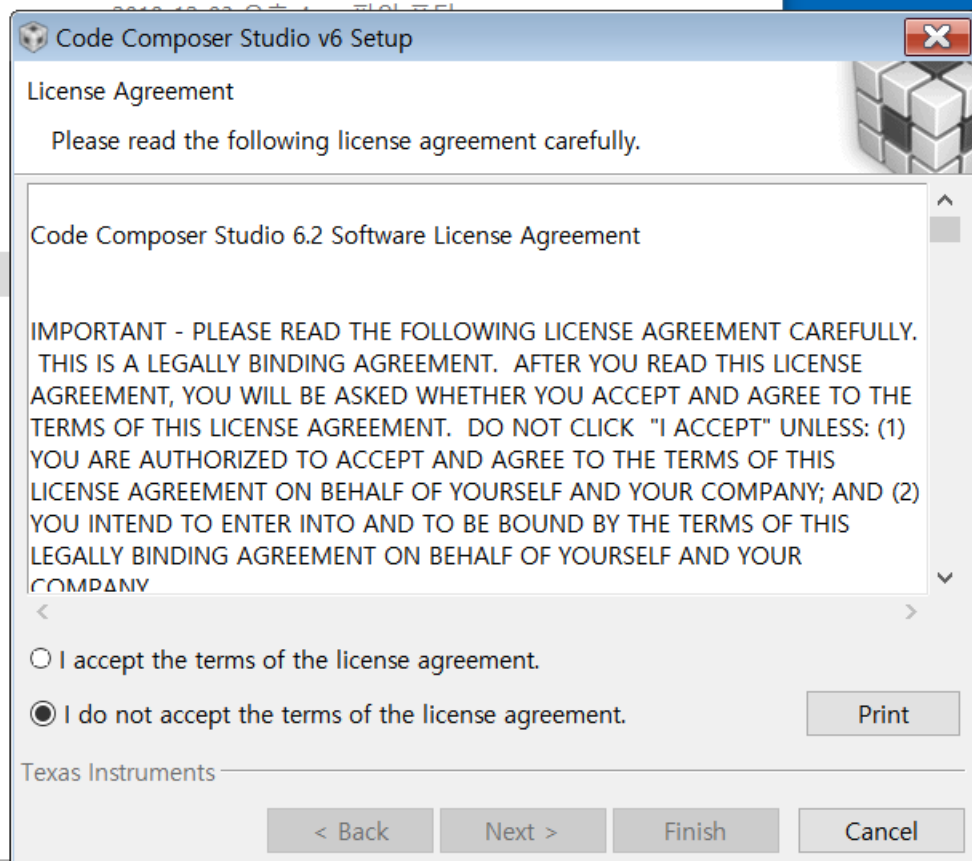 Code Composer Studio v6 Setup
License Agreement
Please read the following license agreement carefully.
Code Composer Studio 6.2 Software License Agreement
IMPORTANT - PLEASE READ THE FOLLOWING LICENSE AGREEMENT CAREFULLY.
THIS IS A LEGALLY BINDING AGREEMENT.  AFTER YOU READ THIS LICENSE
AGREEMENT, YOU WILL BE ASKED WHETHER YOU ACCEPT AND AGREE TO THE
TERMS OF THIS LICENSE AGREEMENT.  DO NOT CLICK  "I ACCEPT" UNLESS: (1)
YOU ARE AUTHORIZED TO ACCEPT AND AGREE TO THE TERMS OF THIS
LICENSE AGREEMENT ON BEHALF OF YOURSELF AND YOUR COMPANY; AND (2)
YOU INTEND TO ENTER INTO AND TO BE BOUND BY THE TERMS OF THIS
LEGALLY BINDING AGREEMENT ON BEHALF OF YOURSELF AND YOUR
COMPANY
I accept the terms of the license agreement.
I do not accept the terms of the license agreement.
Print
Texas Instruments
< Back
Next >
Finish
Cancel